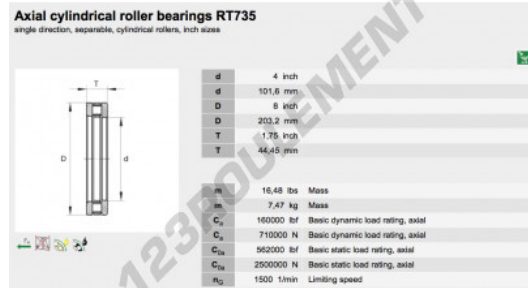 Axial cylindrical roller bearings RT735
single direction, separable, cylindrical rollers, inch sizes
T
D
d
d 4 inch
d 101,6 mm
D 8 inch
D 203,2 mm
T 1,75 inch
T 44,45 mm
m 16,48 lbs Mass
m 7,47 kg Mass
Ca 160000 lbf Basic dynamic load rating, axial
Ca 710000 N Basic dynamic load rating, axial
C0a 562000 lbf Basic static load rating, axial
C0a 2500000 N Basic static load rating, axial
nG 1500 1/min Limiting speed
123ROULEMENT